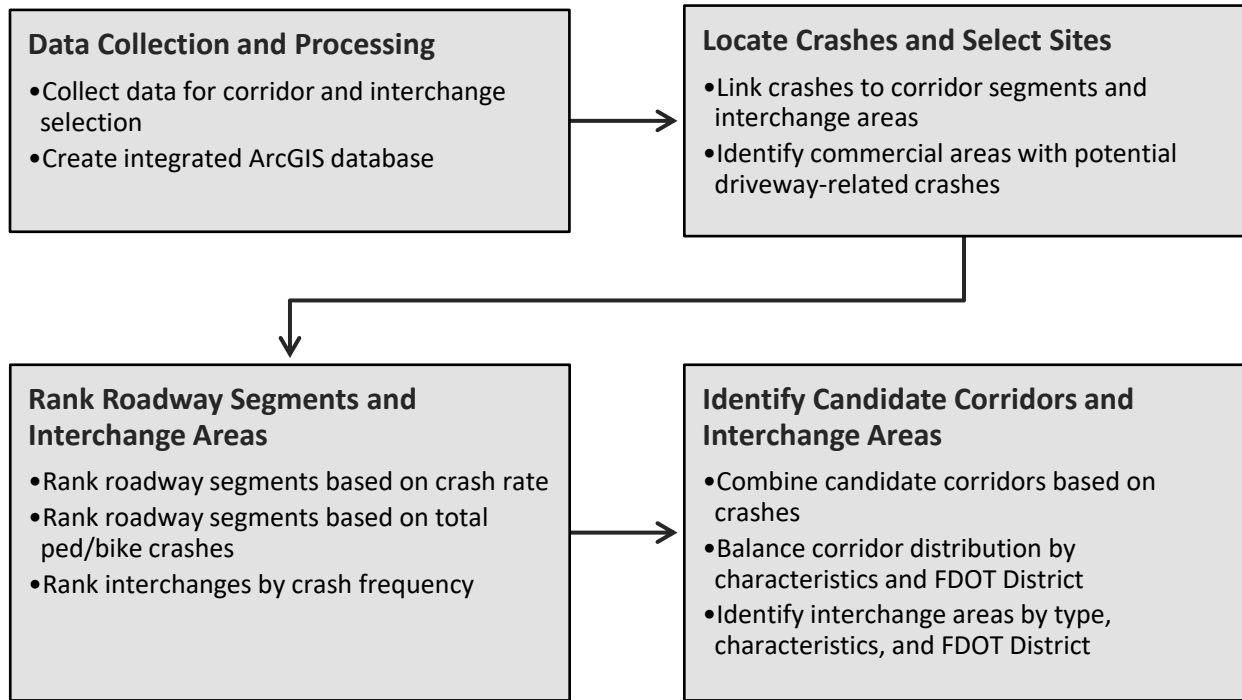 Data Collection and Processing
•Collect data for corridor and interchange
selection
•Create integrated ArcGIS database
Locate Crashes and Select Sites
•Link crashes to corridor segments and
interchange areas
•Identify commercial areas with potential
driveway-related crashes
Rank Roadway Segments and
Interchange Areas
•Rank roadway segments based on crash rate
•Rank roadway segments based on total
ped/bike crashes
•Rank interchanges by crash frequency
Identify Candidate Corridors and
Interchange Areas
•Combine candidate corridors based on
crashes
•Balance corridor distribution by
characteristics and FDOT District
•Identify interchange areas by type,
characteristics, and FDOT District